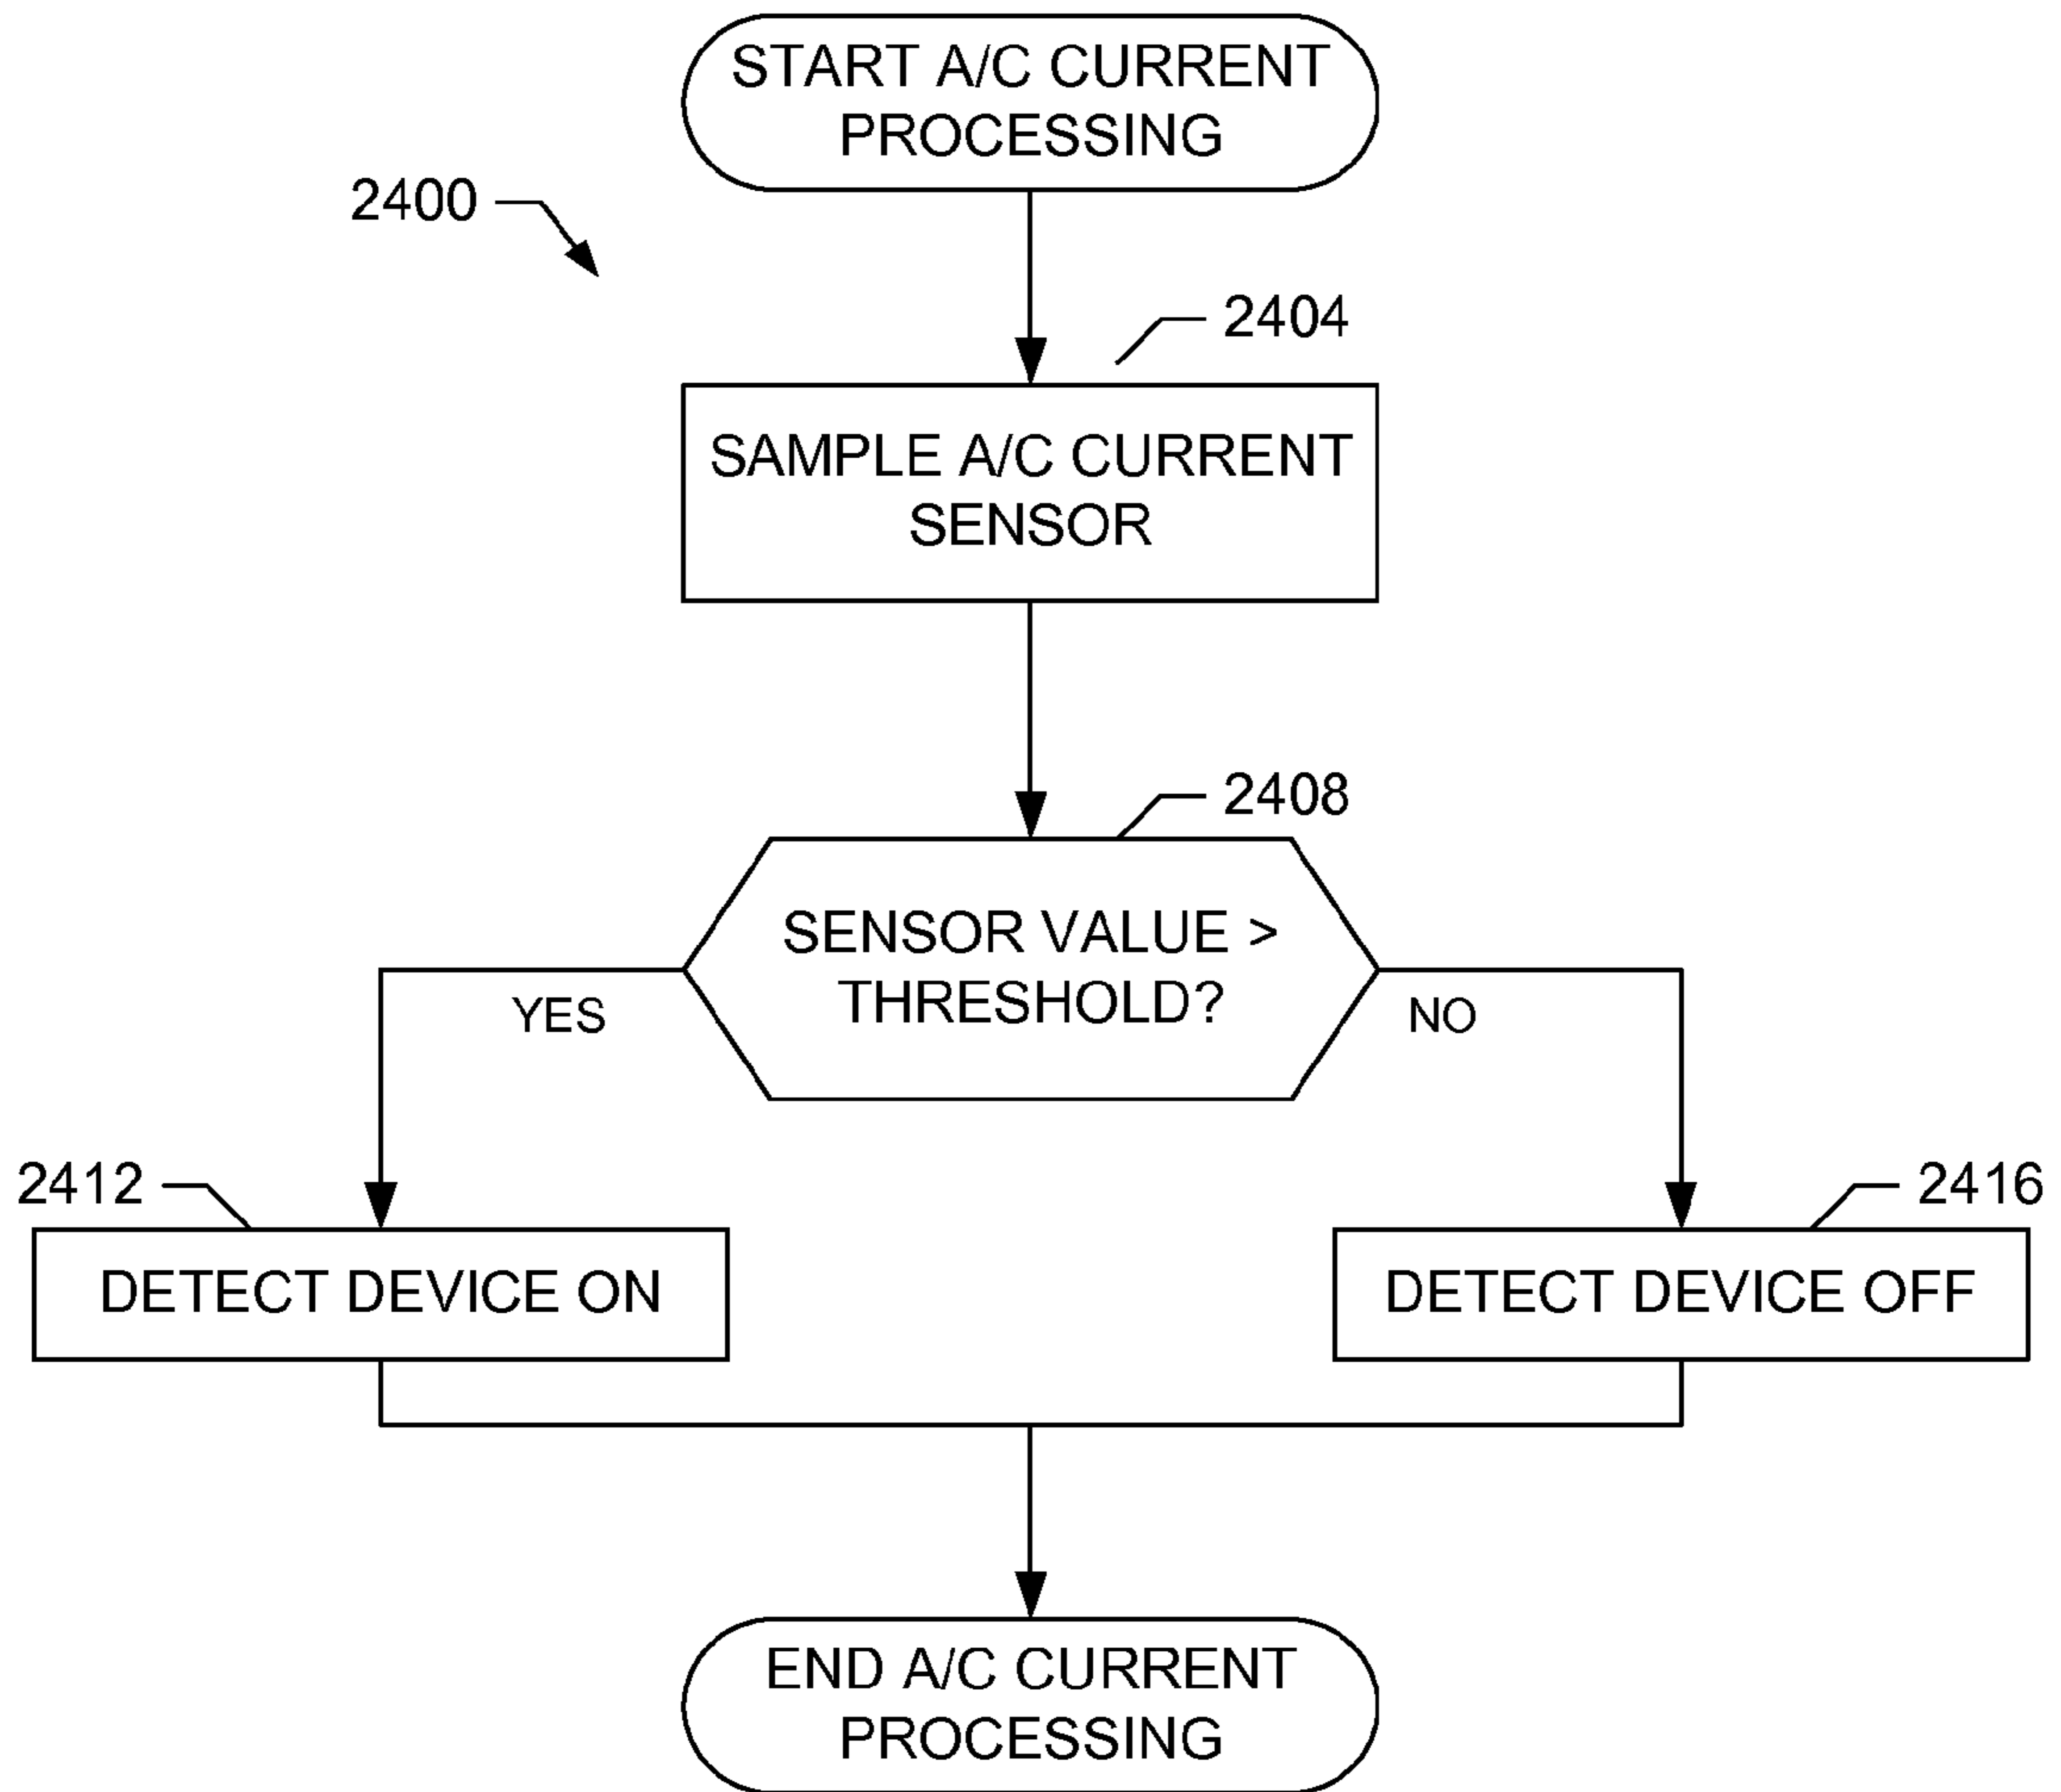 START A/C CURRENT
PROCESSING
2400
2404
SAMPLE A/C CURRENT
SENSOR
2408
SENSOR VALUE >
THRESHOLD?
YES
NO
2412
2416
DETECT DEVICE ON
DETECT DEVICE OFF
END A/C CURRENT
PROCESSING